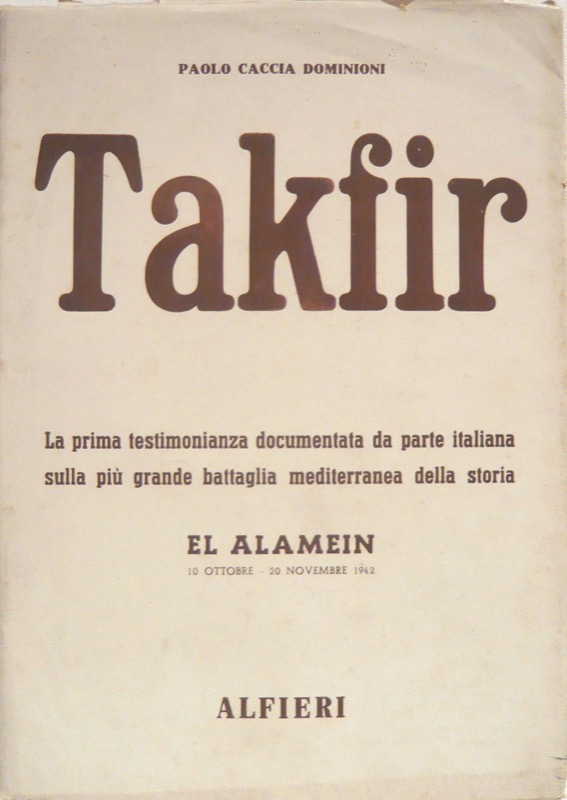 PAOLO CACCIA DOMINIONI
Takfir
La prima testimonianza documentata da parte italiana
sulla più grande battaglia mediterranea della storia
EL ALAMEIN
10 OTTOBRE - 20 NOVEMBRE 1942
ALFIERI